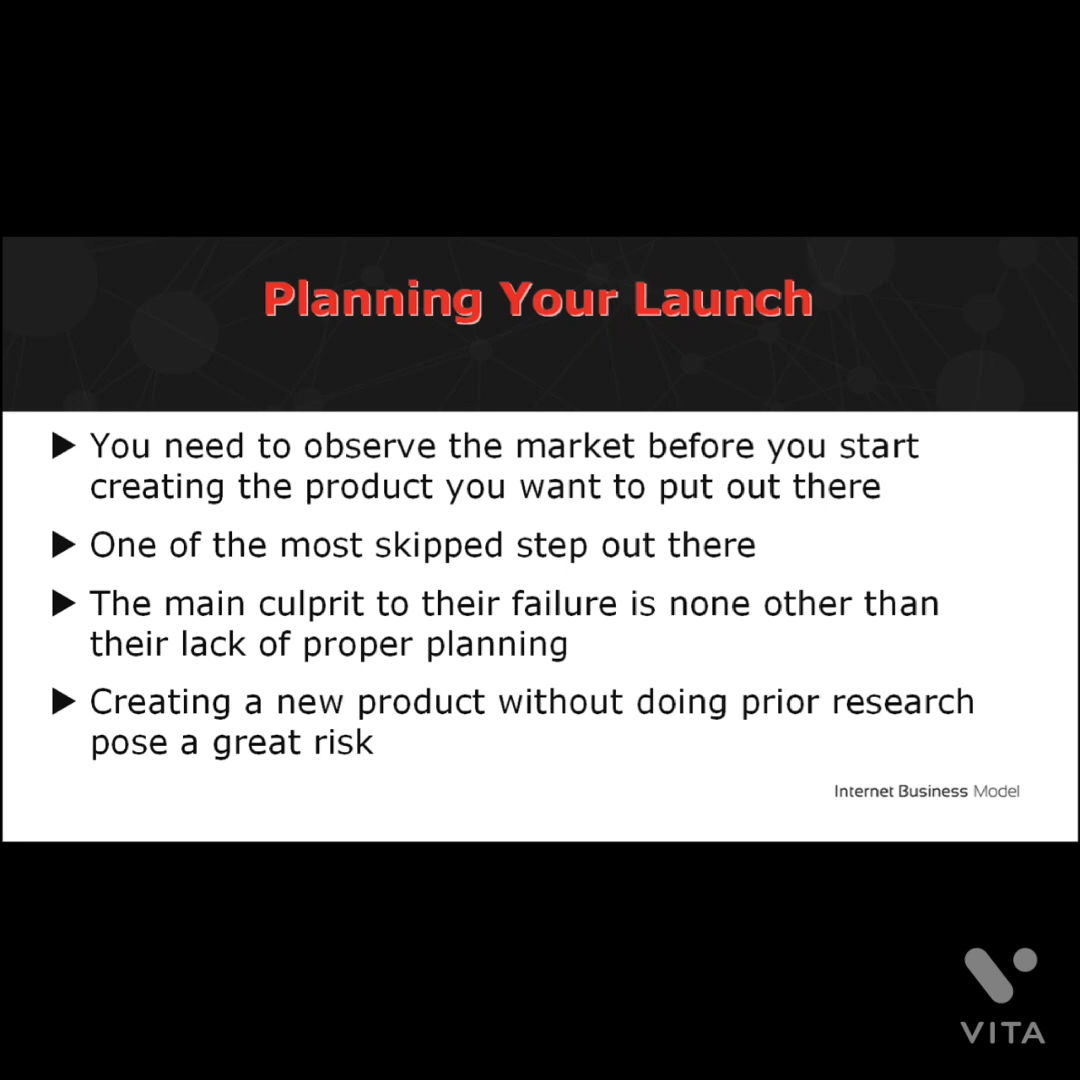 Planning Your Launch
You need to observe the market before you start
creating the product you want to put out there
One of the most skipped step out there
The main culprit to their failure is none other than
their lack of proper planning
Creating a new product without doing prior research
pose a great risk
Internet Business Model
VITA